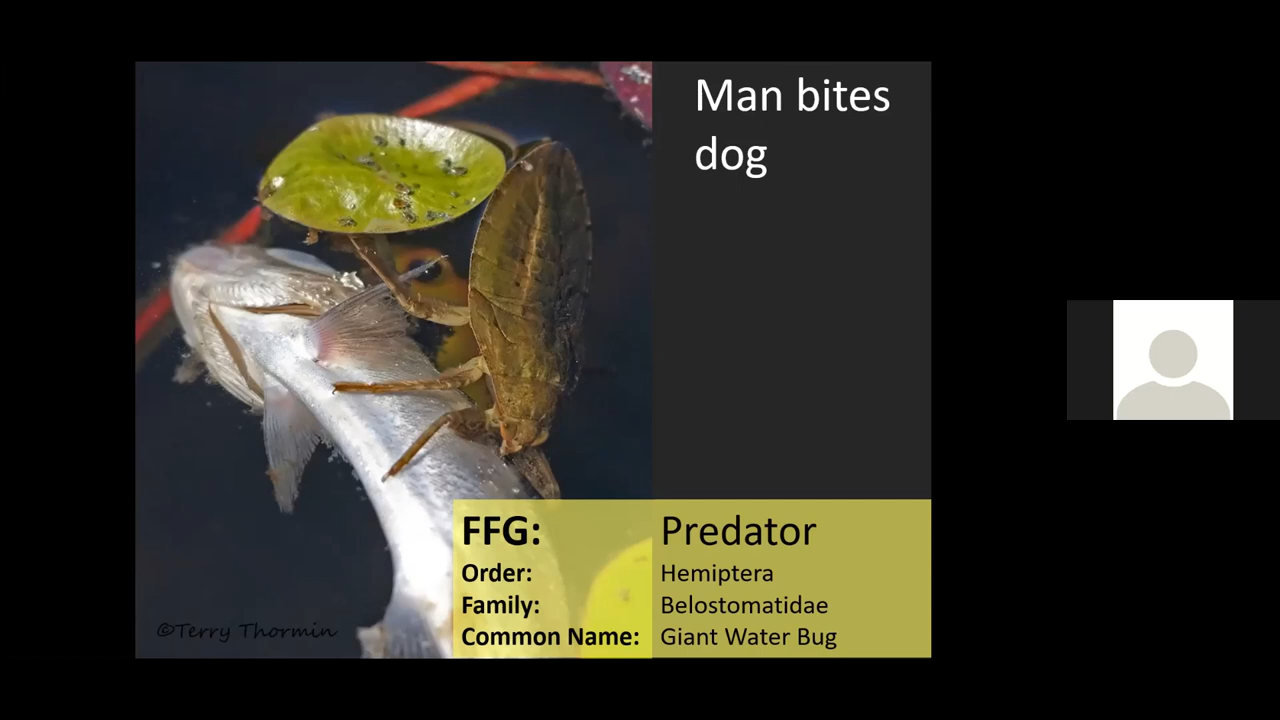 Man bites
dog
FFG: Predator
Order: Hemiptera
Family: Belostomatidae
Common Name: Giant Water Bug
©Terry Thormin